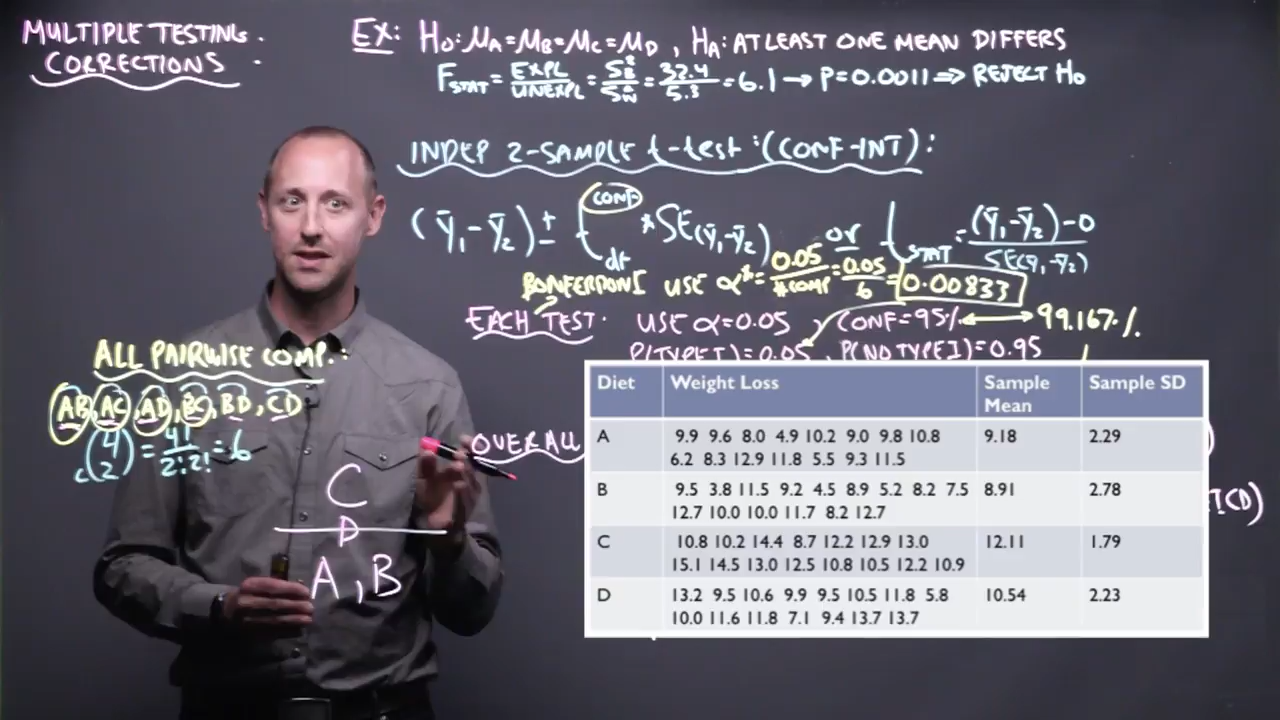 MULTIPLE TESTING
CORRECTIONS
EX: H₀: μA=μB=μC=μD , HA: AT LEAST ONE MEAN DIFFERS
FSTAT = EXPL/UNEXPL = S²B/S²W = 32.4/5.3 = 6.1 → P=0.0011 ⇒ REJECT H₀
INDEP 2-SAMPLE t-test: (CONF-INT):
(ȳ₁-ȳ₂) ± t CONF df * SE(ȳ₁-ȳ₂) or t STAT = (ȳ₁-ȳ₂)-0 / SE(ȳ₁-ȳ₂)
BONFERRONI USE α* = 0.05/#COMP = 0.05/6 = 0.00833
EACH TEST: USE α=0.05 CONF=95% ↔ 99.167%
P(TYPE I)=0.05, P(NO TYPE I)=0.95
ALL PAIRWISE COMP.:
AB, AC, AD, BC, BD, CD
(4 2) = 4!/2!2! = 6
OVERALL
C
D
A, B
CD)
Diet Weight Loss Sample Mean Sample SD
A 9.9 9.6 8.0 4.9 10.2 9.0 9.8 10.8 9.18 2.29
6.2 8.3 12.9 11.8 5.5 9.3 11.5
B 9.5 3.8 11.5 9.2 4.5 8.9 5.2 8.2 7.5 8.91 2.78
12.7 10.0 10.0 11.7 8.2 12.7
C 10.8 10.2 14.4 8.7 12.2 12.9 13.0 12.11 1.79
15.1 14.5 13.0 12.5 10.8 10.5 12.2 10.9
D 13.2 9.5 10.6 9.9 9.5 10.5 11.8 5.8 10.54 2.23
10.0 11.6 11.8 7.1 9.4 13.7 13.7